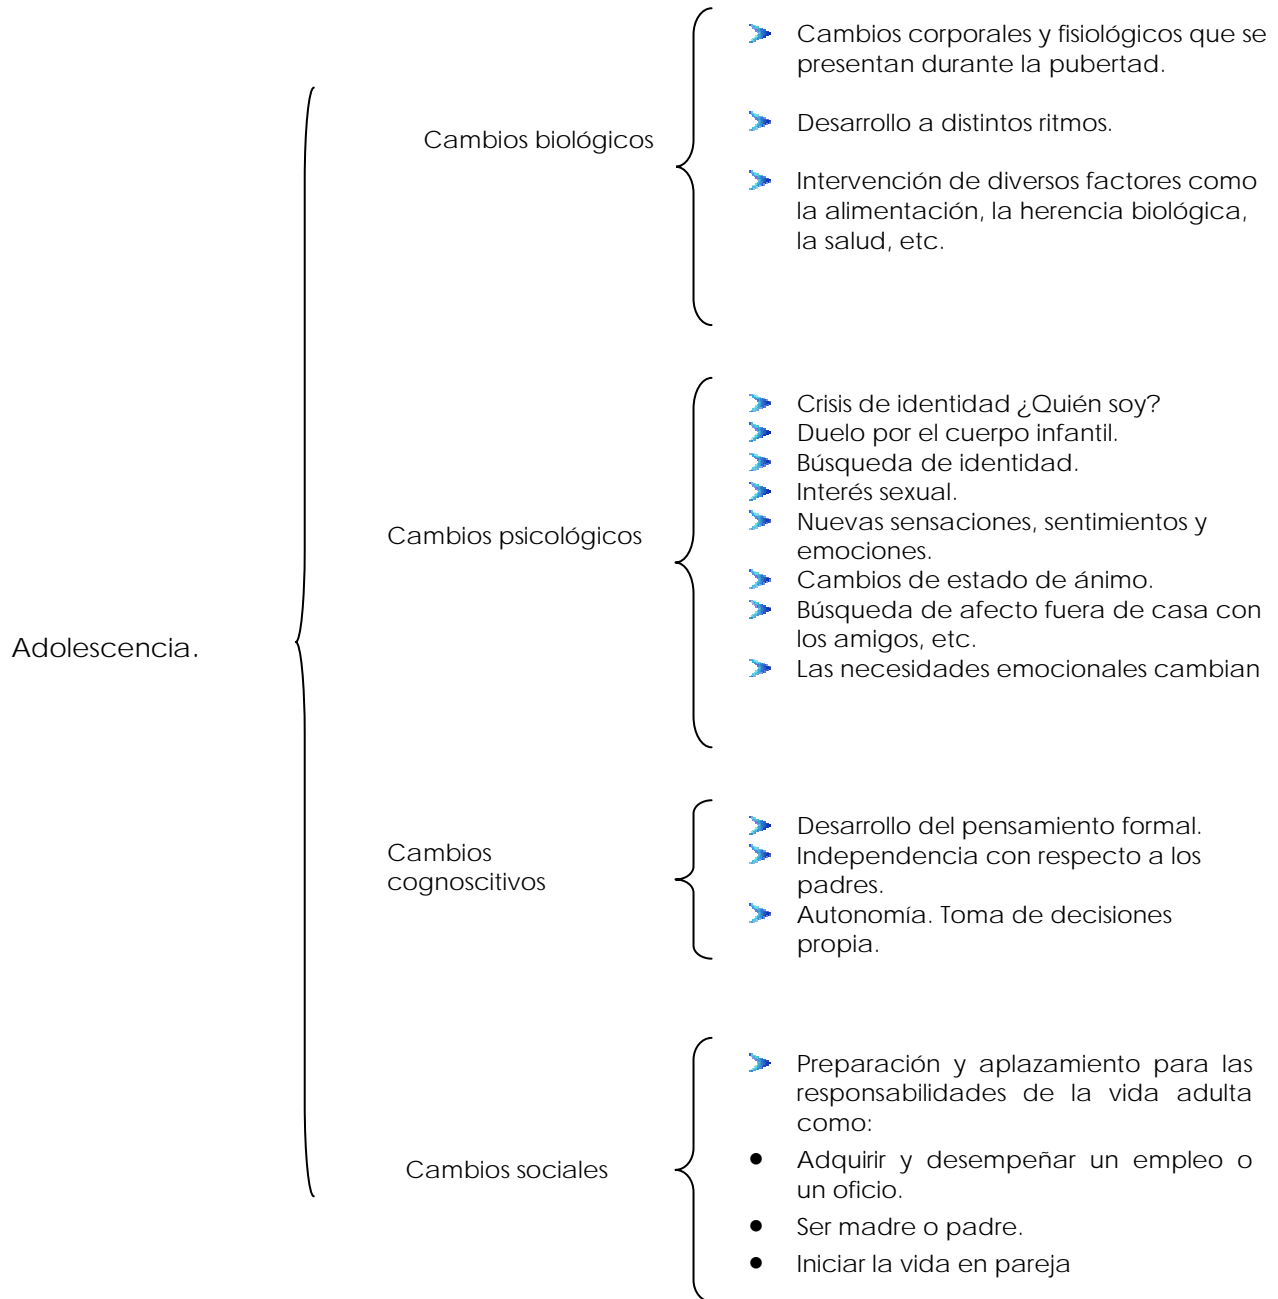 Adolescencia.
Cambios biológicos
Cambios corporales y fisiológicos que se
presentan durante la pubertad.
Desarrollo a distintos ritmos.
Intervención de diversos factores como
la alimentación, la herencia biológica,
la salud, etc.
Cambios psicológicos
Crisis de identidad ¿Quién soy?
Duelo por el cuerpo infantil.
Búsqueda de identidad.
Interés sexual.
Nuevas sensaciones, sentimientos y
emociones.
Cambios de estado de ánimo.
Búsqueda de afecto fuera de casa con
los amigos, etc.
Las necesidades emocionales cambian
Cambios
cognoscitivos
Desarrollo del pensamiento formal.
Independencia con respecto a los
padres.
Autonomía. Toma de decisiones
propia.
Cambios sociales
Preparación y aplazamiento para las
responsabilidades de la vida adulta
como:
• Adquirir y desempeñar un empleo o
un oficio.
• Ser madre o padre.
• Iniciar la vida en pareja